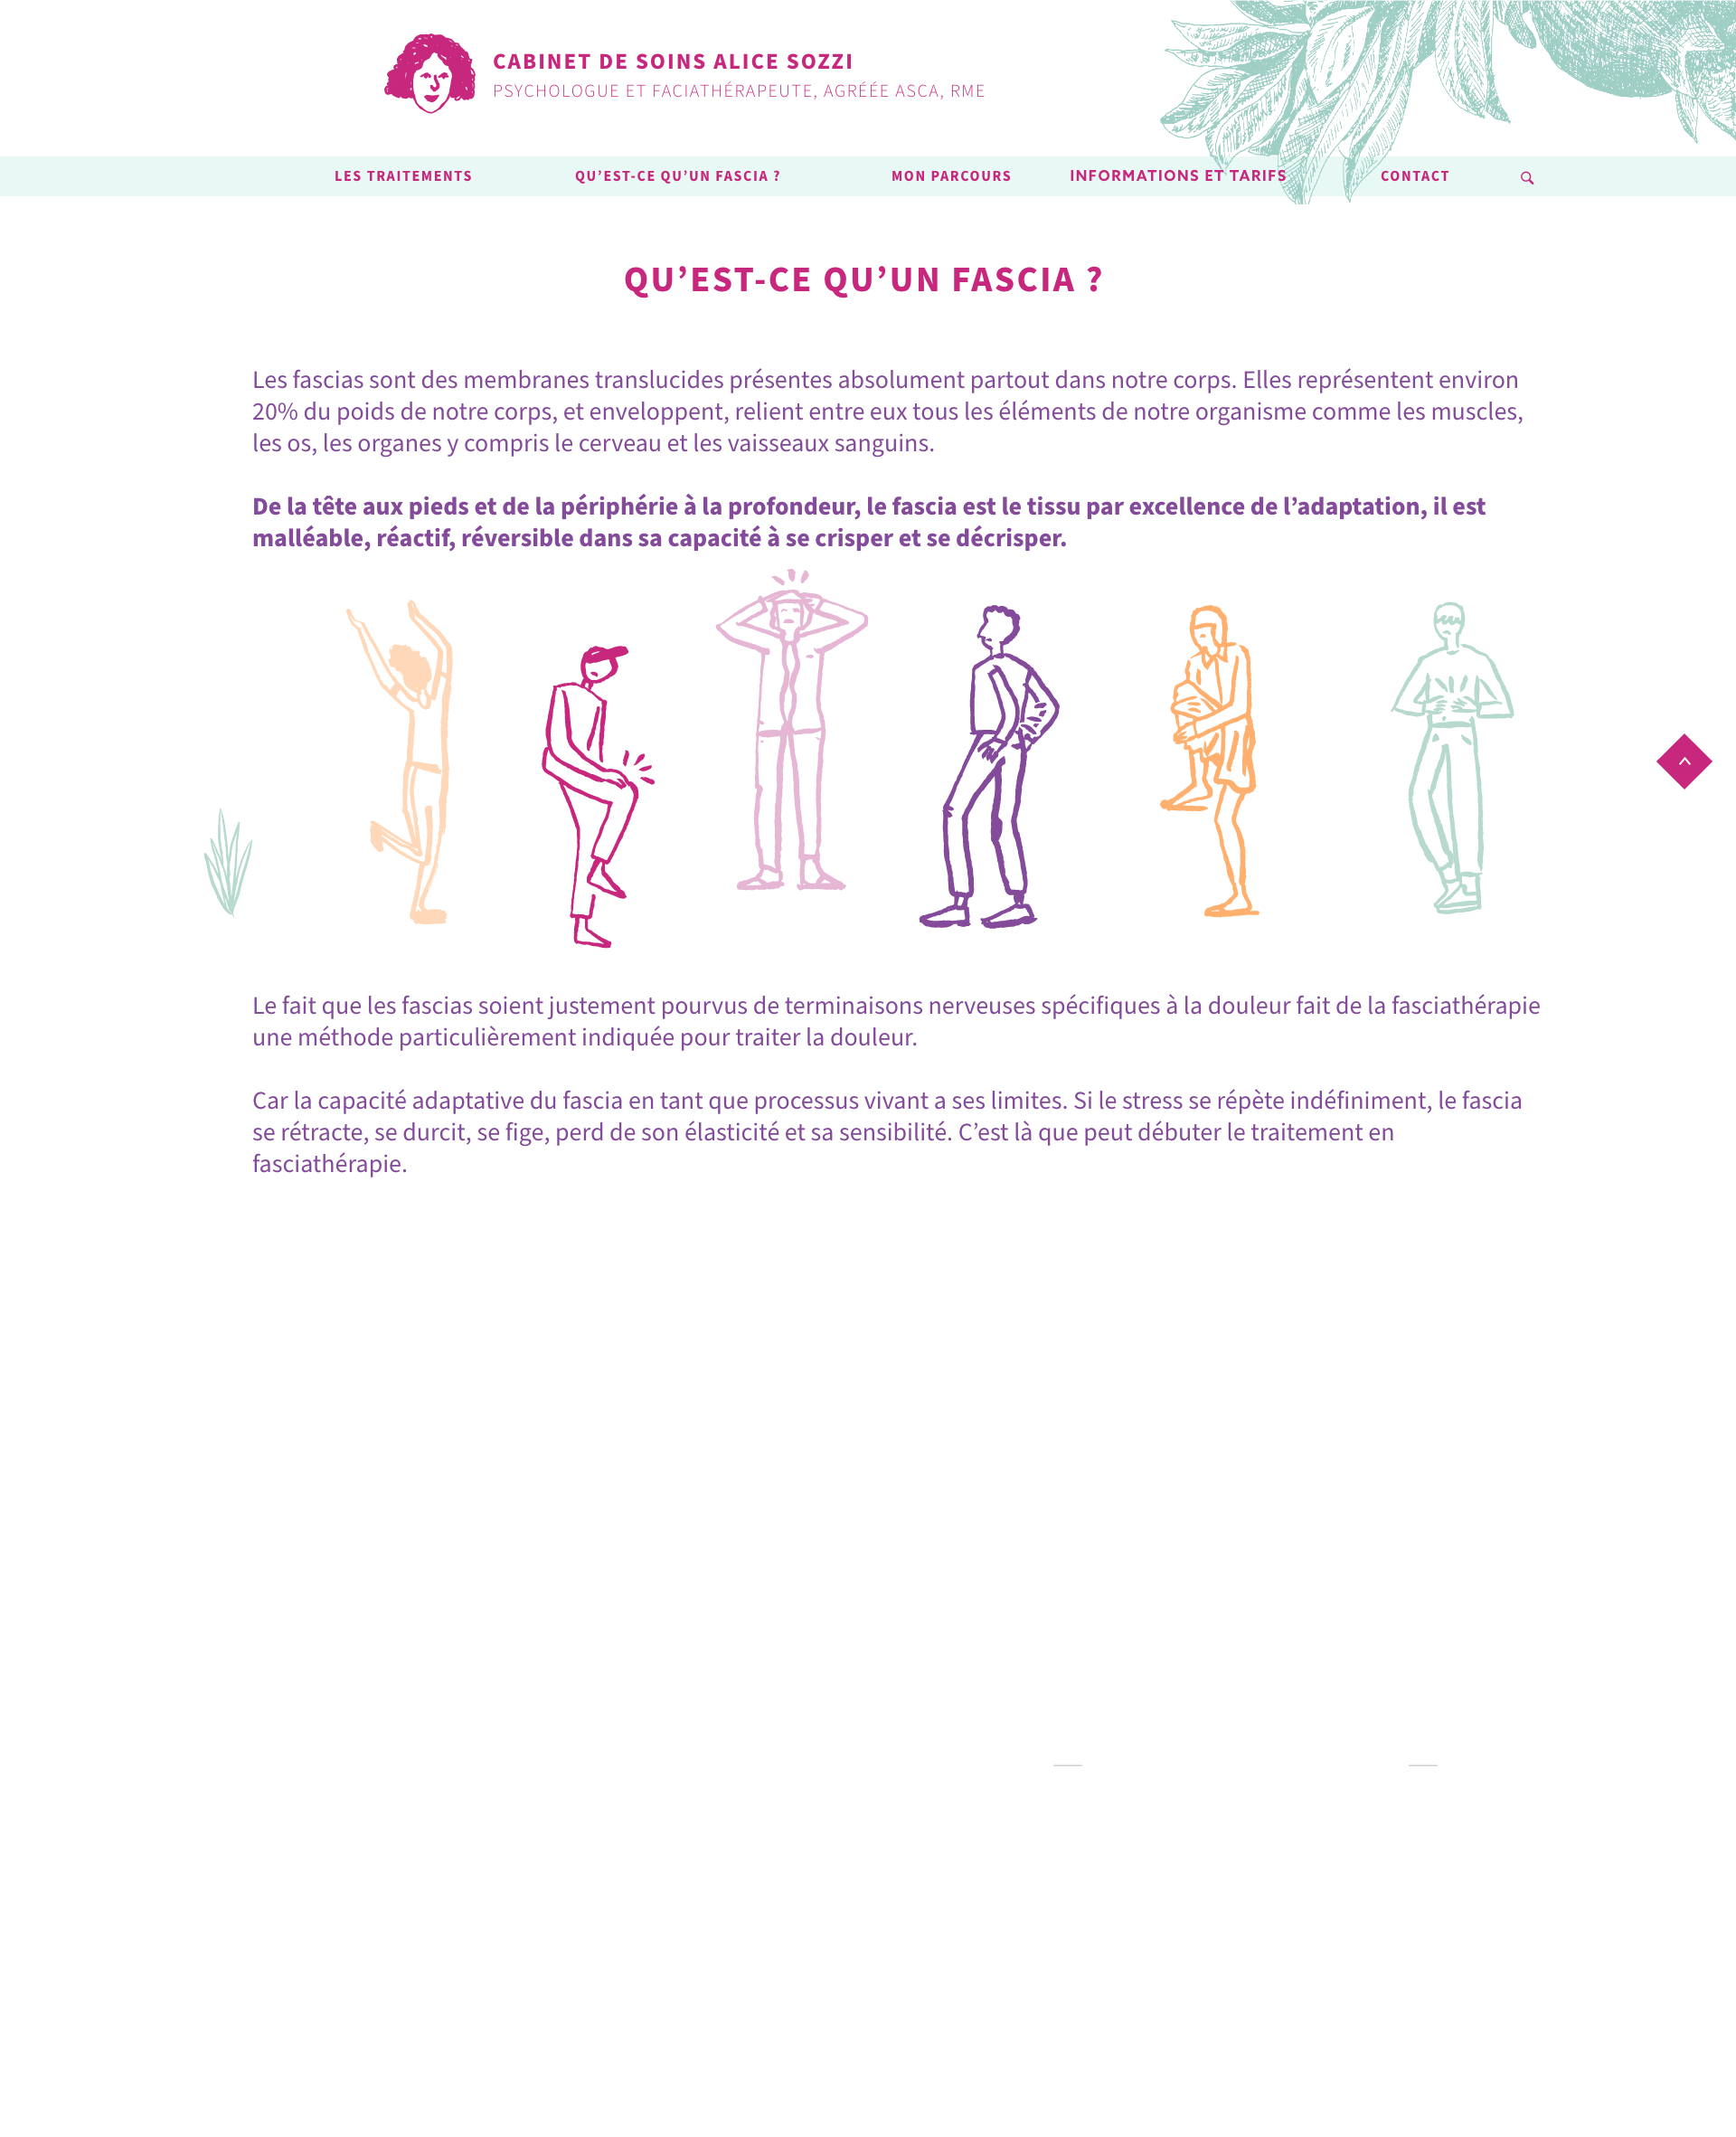 CABINET DE SOINS ALICE SOZZI
PSYCHOLOGUE ET FACIATHÉRAPEUTE, AGRÉÉE ASCA, RME
LES TRAITEMENTS
QU’EST-CE QU’UN FASCIA ?
MON PARCOURS
INFORMATIONS ET TARIFS
CONTACT
QU’EST-CE QU’UN FASCIA ?
Les fascias sont des membranes translucides présentes absolument partout dans notre corps. Elles représentent environ
20% du poids de notre corps, et enveloppent, relient entre eux tous les éléments de notre organisme comme les muscles,
les os, les organes y compris le cerveau et les vaisseaux sanguins.
De la tête aux pieds et de la périphérie à la profondeur, le fascia est le tissu par excellence de l’adaptation, il est
malléable, réactif, réversible dans sa capacité à se crisper et se décrisper.
Le fait que les fascias soient justement pourvus de terminaisons nerveuses spécifiques à la douleur fait de la fasciathérapie
une méthode particulièrement indiquée pour traiter la douleur.
Car la capacité adaptative du fascia en tant que processus vivant a ses limites. Si le stress se répète indéfiniment, le fascia
se rétracte, se durcit, se fige, perd de son élasticité et sa sensibilité. C’est là que peut débuter le traitement en
fasciathérapie.